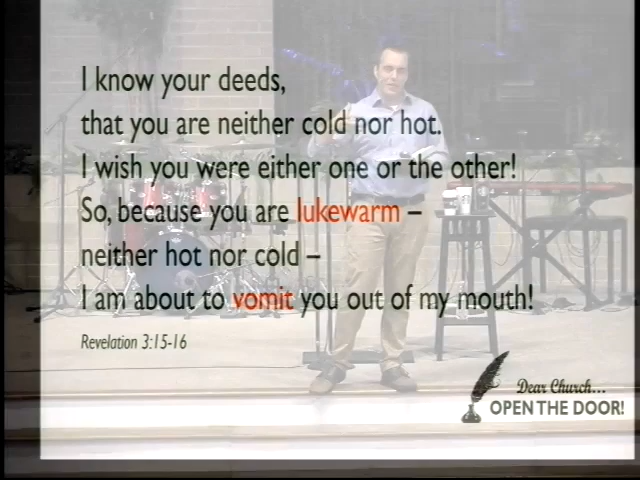 I know your deeds,
that you are neither cold nor hot.
I wish you were either one or the other!
So, because you are lukewarm –
neither hot nor cold –
I am about to vomit you out of my mouth!
Revelation 3:15-16
Dear Church...
OPEN THE DOOR!